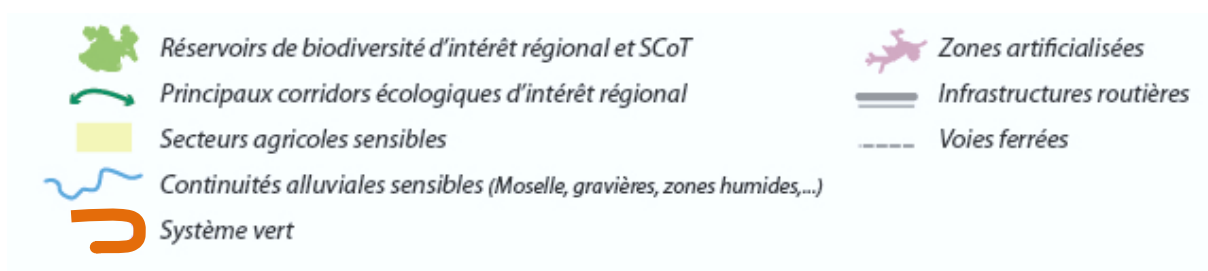 Réservoirs de biodiversité d'intérêt régional et SCoT
Principaux corridors écologiques d'intérêt régional
Secteurs agricoles sensibles
Continuités alluviales sensibles (Moselle, gravières, zones humides,...)
Système vert
Zones artificialisées
Infrastructures routières
Voies ferrées